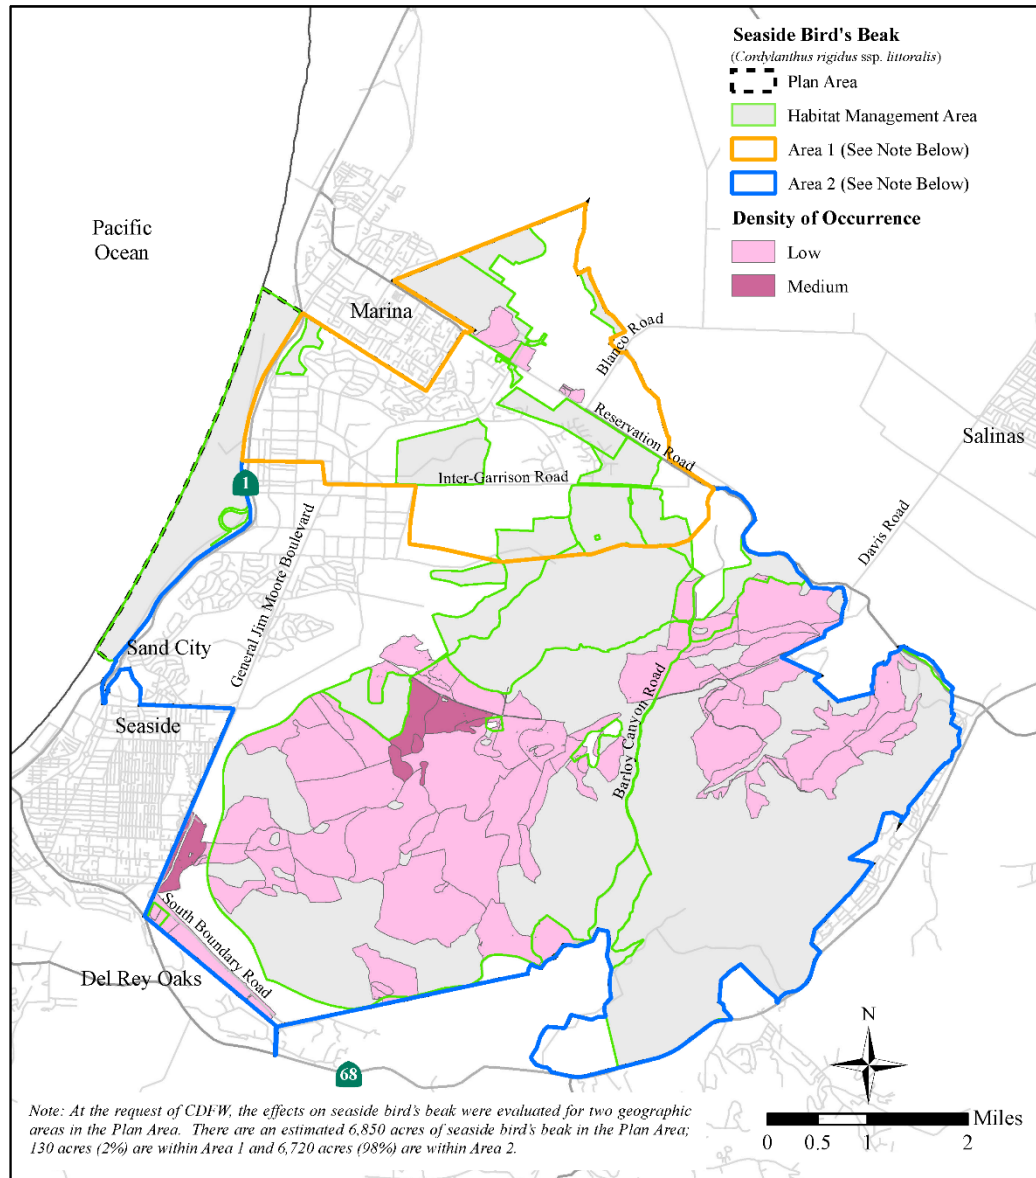 Seaside Bird's Beak
(Cordylanthus rigidus ssp. littoralis)
Plan Area
Habitat Management Area
Area 1 (See Note Below)
Area 2 (See Note Below)
Density of Occurrence
Low
Medium
Pacific
Ocean
Marina
Blanco Road
Reservation Road
Salinas
Inter-Garrison Road
1
General Jim Moore Boulevard
Davis Road
Sand City
Seaside
Barloy Canyon Road
South Boundary Road
Del Rey Oaks
68
N
Miles
0 0.5 1 2
Note: At the request of CDFW, the effects on seaside bird's beak were evaluated for two geographic
areas in the Plan Area. There are an estimated 6,850 acres of seaside bird's beak in the Plan Area;
130 acres (2%) are within Area 1 and 6,720 acres (98%) are within Area 2.